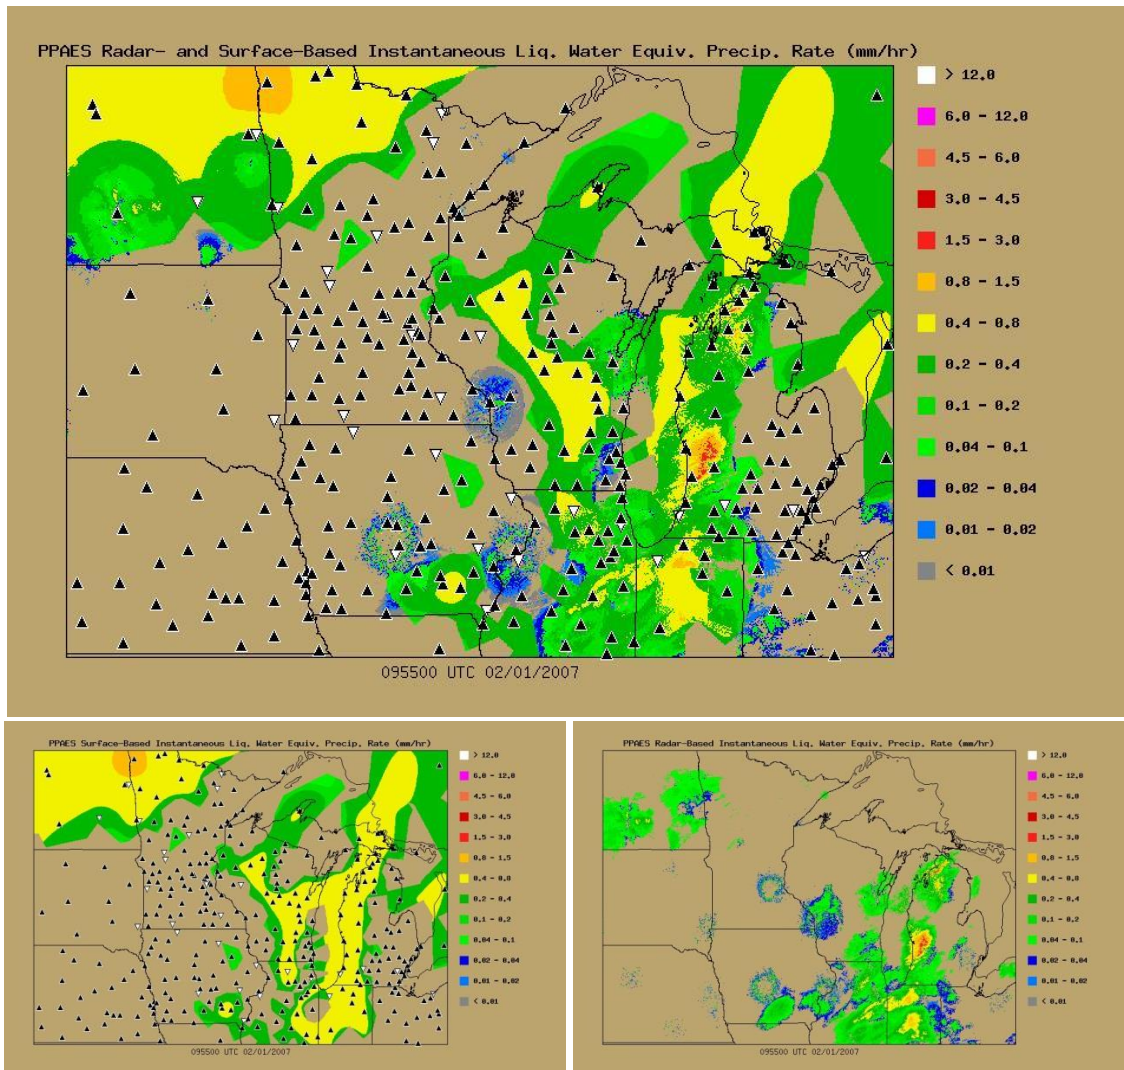 PPAES Radar- and Surface-Based Instantaneous Liq. Water Equiv. Precip. Rate (mm/hr)
> 12.0
6.0 - 12.0
4.5 - 6.0
3.0 - 4.5
1.5 - 3.0
0.8 - 1.5
0.4 - 0.8
0.2 - 0.4
0.1 - 0.2
0.04 - 0.1
0.02 - 0.04
0.01 - 0.02
< 0.01
095500 UTC 02/01/2007
PPAES Surface-Based Instantaneous Liq. Water Equiv. Precip. Rate (mm/hr)
> 12.0
6.0 - 12.0
4.5 - 6.0
3.0 - 4.5
1.5 - 3.0
0.8 - 1.5
0.4 - 0.8
0.2 - 0.4
0.1 - 0.2
0.04 - 0.1
0.02 - 0.04
0.01 - 0.02
< 0.01
095500 UTC 02/01/2007
PPAES Radar-Based Instantaneous Liq. Water Equiv. Precip. Rate (mm/hr)
> 12.0
6.0 - 12.0
4.5 - 6.0
3.0 - 4.5
1.5 - 3.0
0.8 - 1.5
0.4 - 0.8
0.2 - 0.4
0.1 - 0.2
0.04 - 0.1
0.02 - 0.04
0.01 - 0.02
< 0.01
095500 UTC 02/01/2007